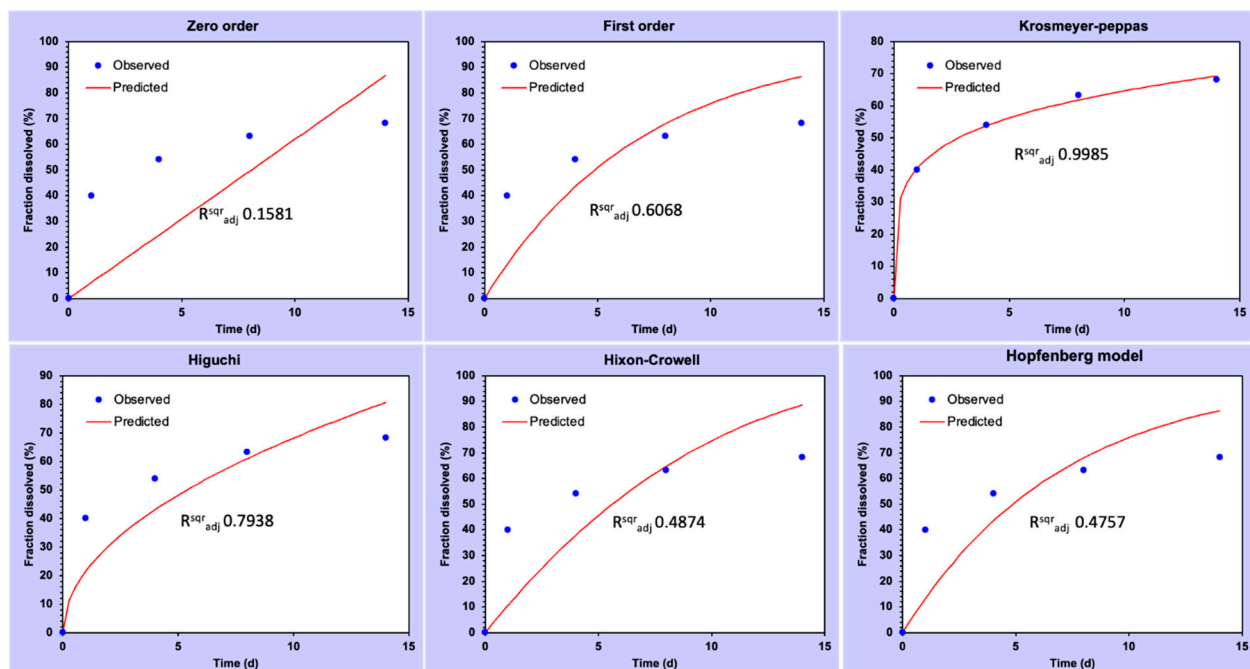 Zero order
100
90
80
70
60
50
40
30
20
10
0
Fraction dissolved (%)
Observed
Predicted
R^sqr_adj 0.1581
0 5 10 15
Time (d)
First order
100
90
80
70
60
50
40
30
20
10
0
Fraction dissolved (%)
Observed
Predicted
R^sqr_adj 0.6068
0 5 10 15
Time (d)
Krosmeyer-peppas
80
70
60
50
40
30
20
10
0
Fraction dissolved (%)
Observed
Predicted
R^sqr_adj 0.9985
0 5 10 15
Time (d)
Higuchi
90
80
70
60
50
40
30
20
10
0
Fraction dissolved (%)
Observed
Predicted
R^sqr_adj 0.7938
0 5 10 15
Time (d)
Hixon-Crowell
100
90
80
70
60
50
40
30
20
10
0
Fraction dissolved (%)
Observed
Predicted
R^sqr_adj 0.4874
0 5 10 15
Time (d)
Hopfenberg model
100
90
80
70
60
50
40
30
20
10
0
Fraction dissolved (%)
Observed
Predicted
R^sqr_adj 0.4757
0 5 10 15
Time (d)